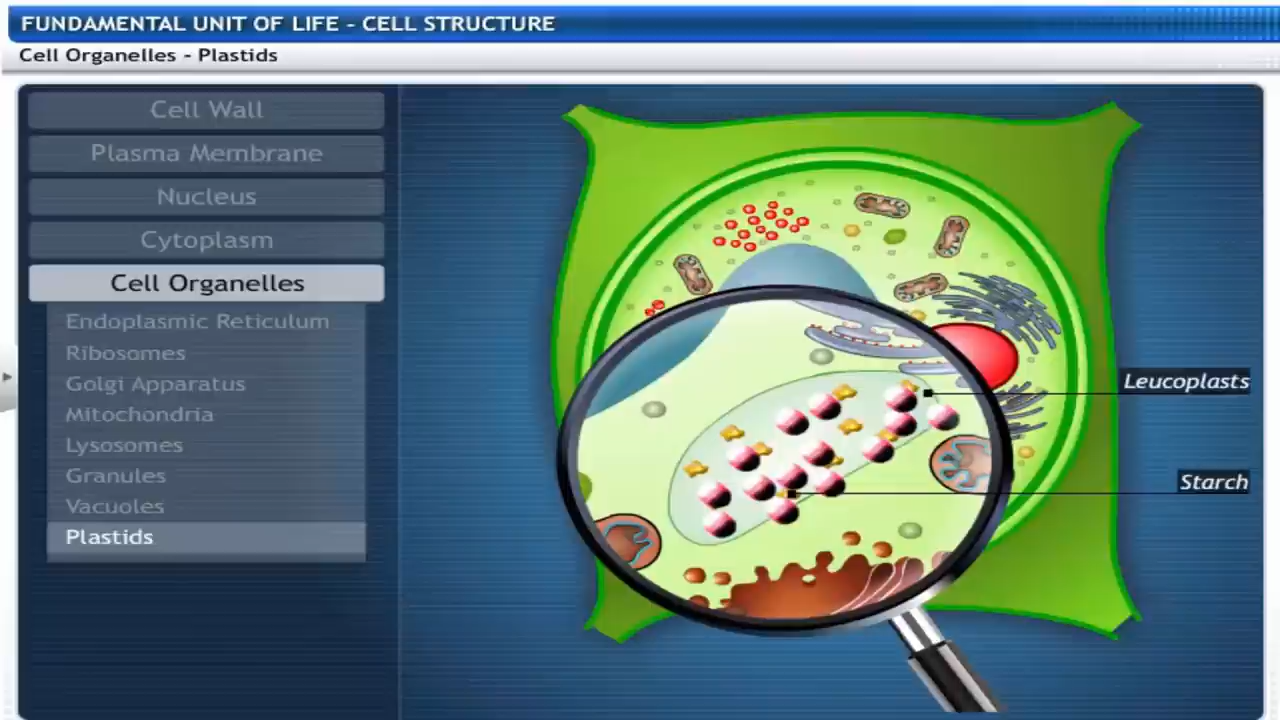 FUNDAMENTAL UNIT OF LIFE - CELL STRUCTURE
Cell Organelles - Plastids
Cell Wall
Plasma Membrane
Nucleus
Cytoplasm
Cell Organelles
Endoplasmic Reticulum
Ribosomes
Golgi Apparatus
Mitochondria
Lysosomes
Granules
Vacuoles
Plastids
Leucoplasts
Starch